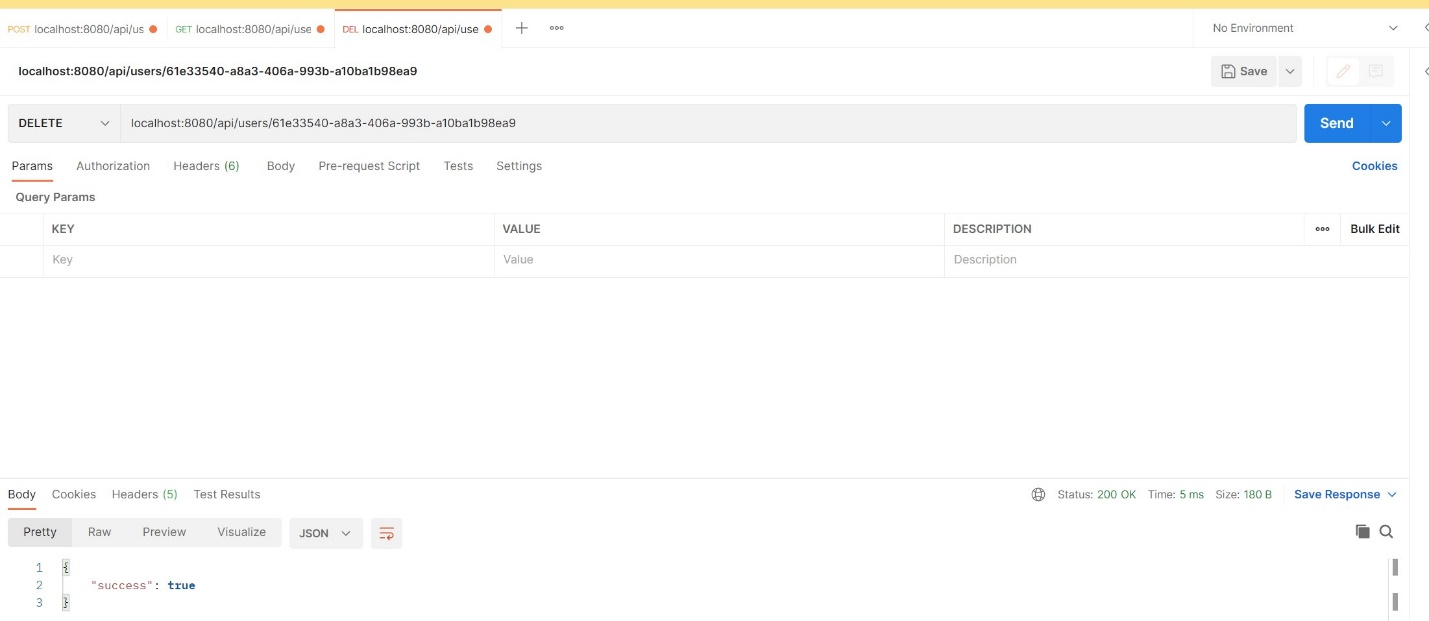 POST localhost:8080/api/us GET localhost:8080/api/use DEL localhost:8080/api/use No Environment
localhost:8080/api/users/61e33540-a8a3-406a-993b-a10ba1b98ea9 Save
DELETE localhost:8080/api/users/61e33540-a8a3-406a-993b-a10ba1b98ea9 Send
Params Authorization Headers (6) Body Pre-request Script Tests Settings Cookies
Query Params
KEY VALUE DESCRIPTION Bulk Edit
Key Value Description
Body Cookies Headers (5) Test Results Status: 200 OK Time: 5 ms Size: 180 B Save Response
Pretty Raw Preview Visualize JSON
1 {
2 "success": true
3 }